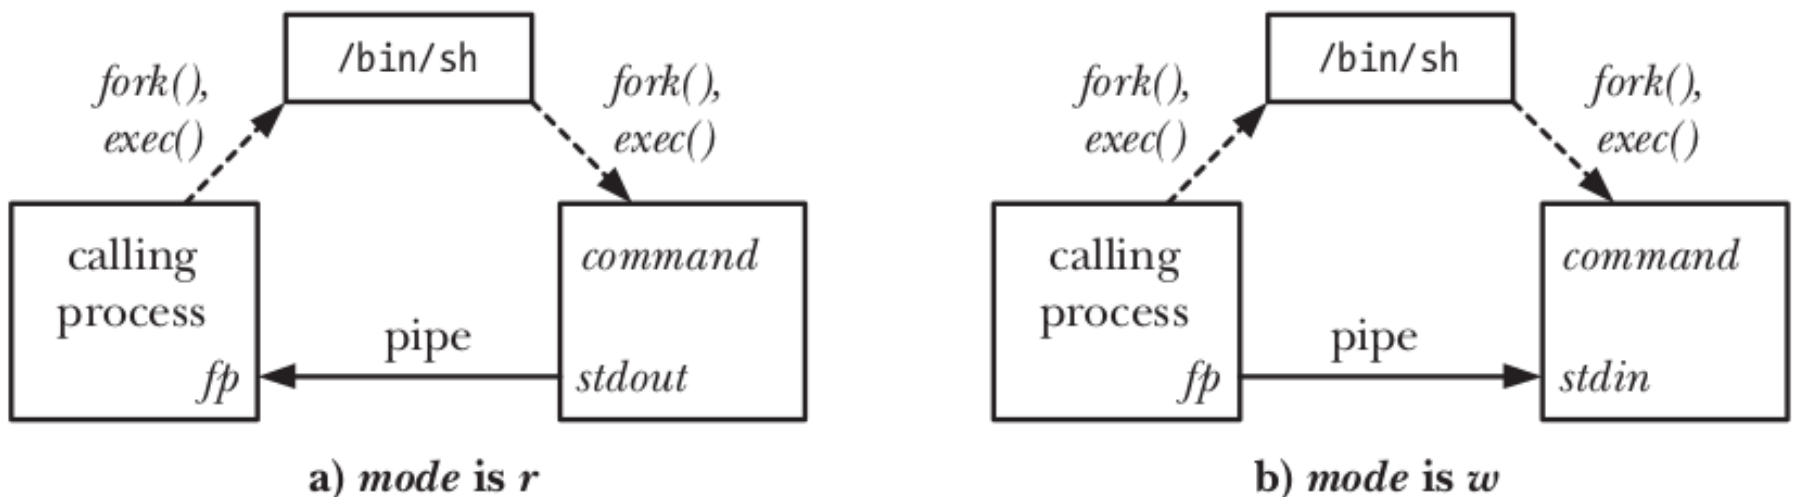 /bin/sh
fork(),
exec()
fork(),
exec()
calling
process
fp
pipe
command
stdout
a) mode is r
/bin/sh
fork(),
exec()
fork(),
exec()
calling
process
fp
pipe
command
stdin
b) mode is w